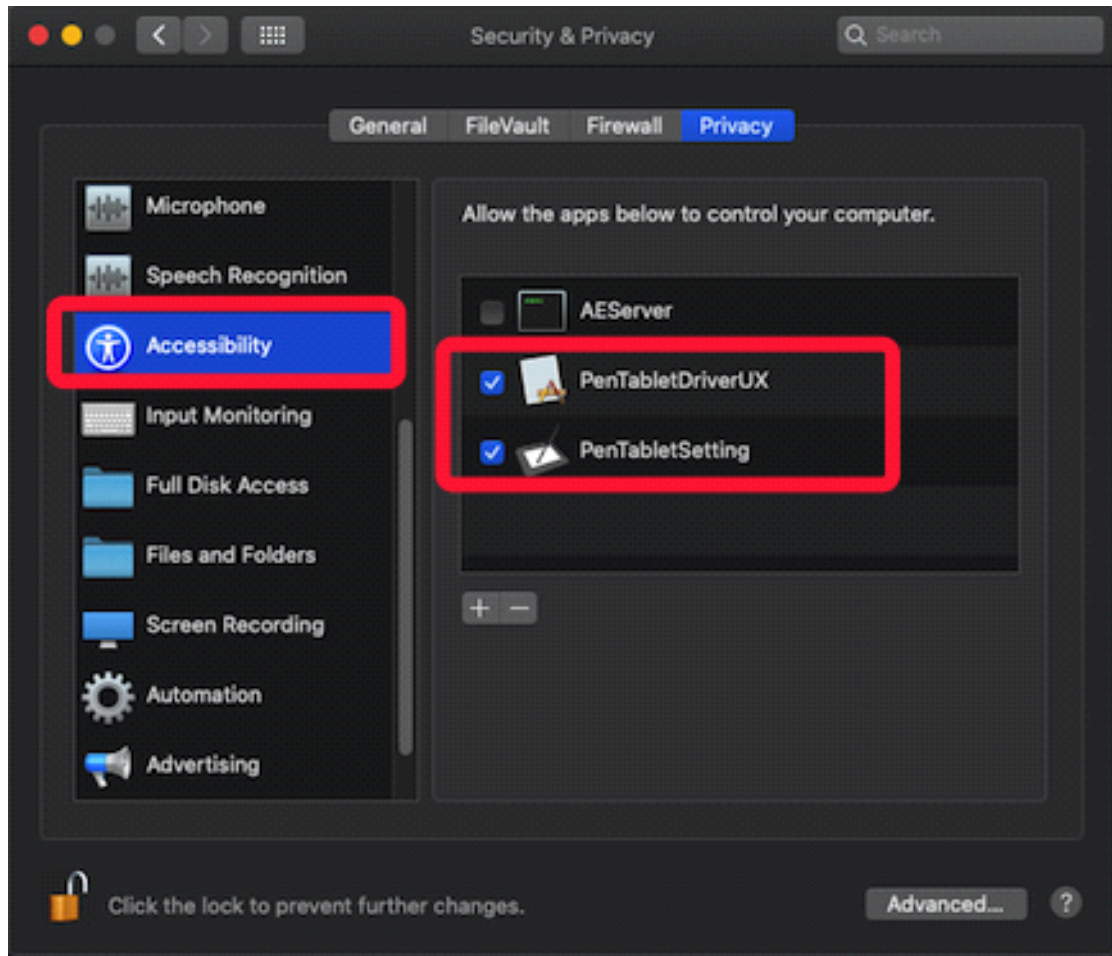 Security & Privacy
Search
General FileVault Firewall Privacy
Microphone
Speech Recognition
Accessibility
Input Monitoring
Full Disk Access
Files and Folders
Screen Recording
Automation
Advertising
Allow the apps below to control your computer.
AEServer
PenTabletDriverUX
PenTabletSetting
+ −
Click the lock to prevent further changes.
Advanced...
?